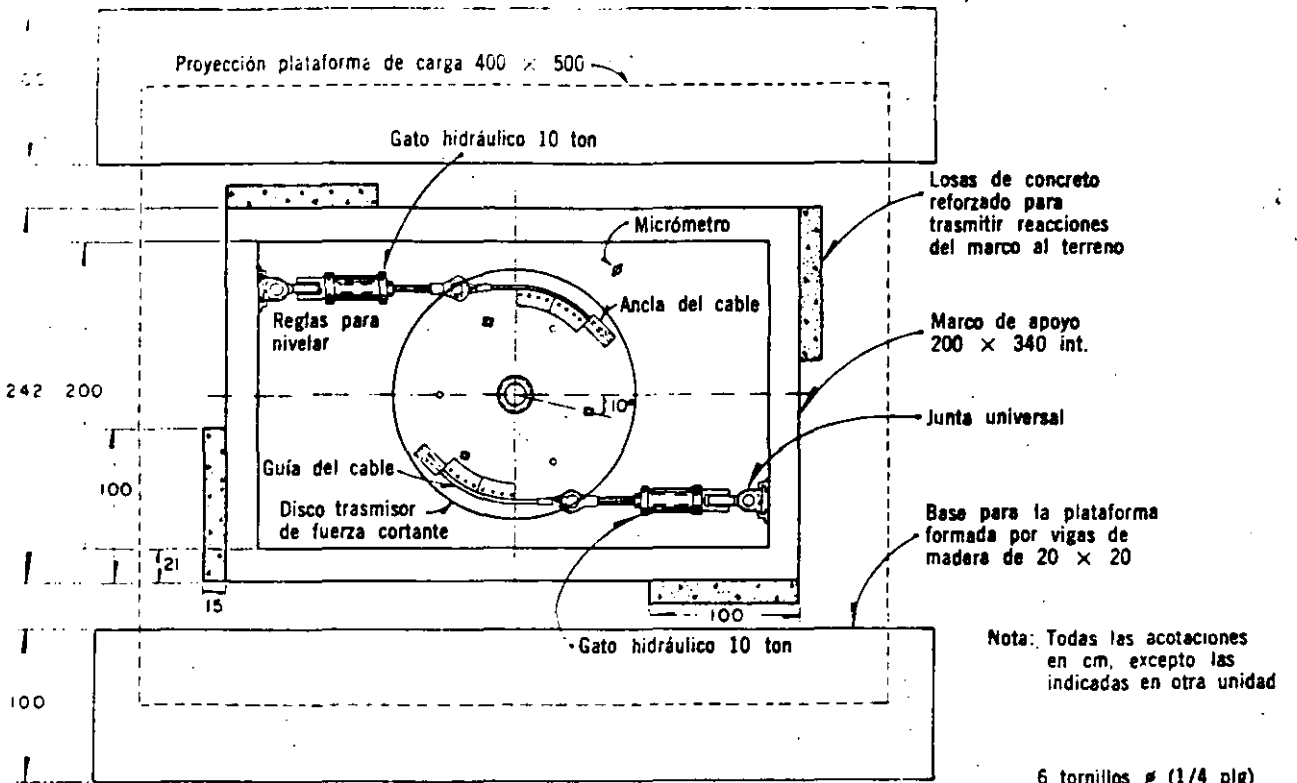 Proyección plataforma de carga 400 × 500
Gato hidráulico 10 ton
Losas de concreto
reforzado para
trasmitir reacciones
del marco al terreno
Micrómetro
Ancla del cable
Reglas para
nivelar
Marco de apoyo
200 × 340 int.
242 200
10°
Junta universal
Guía del cable
100
Disco trasmisor
de fuerza cortante
Base para la plataforma
formada por vigas de
madera de 20 × 20
21
15
100
Gato hidráulico 10 ton
Nota: Todas las acotaciones
en cm, excepto las
indicadas en otra unidad
100
6 tornillos ø (1/4 plg)